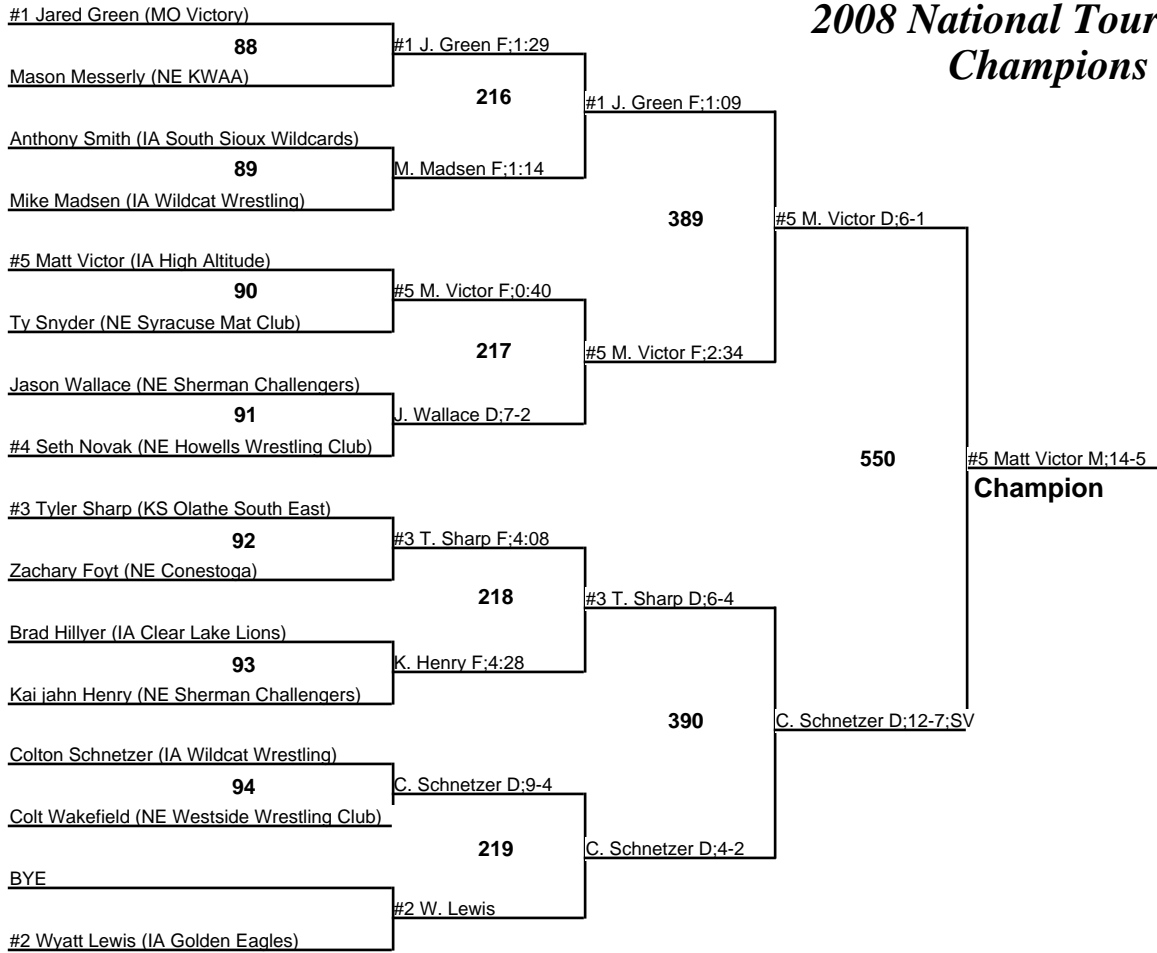 2008 National Tour
Champions
#1 Jared Green (MO Victory)
88
Mason Messerly (NE KWAA)
Anthony Smith (IA South Sioux Wildcards)
89
Mike Madsen (IA Wildcat Wrestling)
#5 Matt Victor (IA High Altitude)
90
Ty Snyder (NE Syracuse Mat Club)
Jason Wallace (NE Sherman Challengers)
91
#4 Seth Novak (NE Howells Wrestling Club)
#3 Tyler Sharp (KS Olathe South East)
92
Zachary Foyt (NE Conestoga)
Brad Hillyer (IA Clear Lake Lions)
93
Kai jahn Henry (NE Sherman Challengers)
Colton Schnetzer (IA Wildcat Wrestling)
94
Colt Wakefield (NE Westside Wrestling Club)
BYE
#2 Wyatt Lewis (IA Golden Eagles)
#1 J. Green F;1:29
216
M. Madsen F;1:14
#5 M. Victor F;0:40
217
J. Wallace D;7-2
#3 T. Sharp F;4:08
218
K. Henry F;4:28
C. Schnetzer D;9-4
219
#2 W. Lewis
#1 J. Green F;1:09
389
#5 M. Victor F;2:34
#3 T. Sharp D;6-4
390
C. Schnetzer D;4-2
#5 M. Victor D;6-1
550
C. Schnetzer D;12-7;SV
#5 Matt Victor M;14-5
Champion